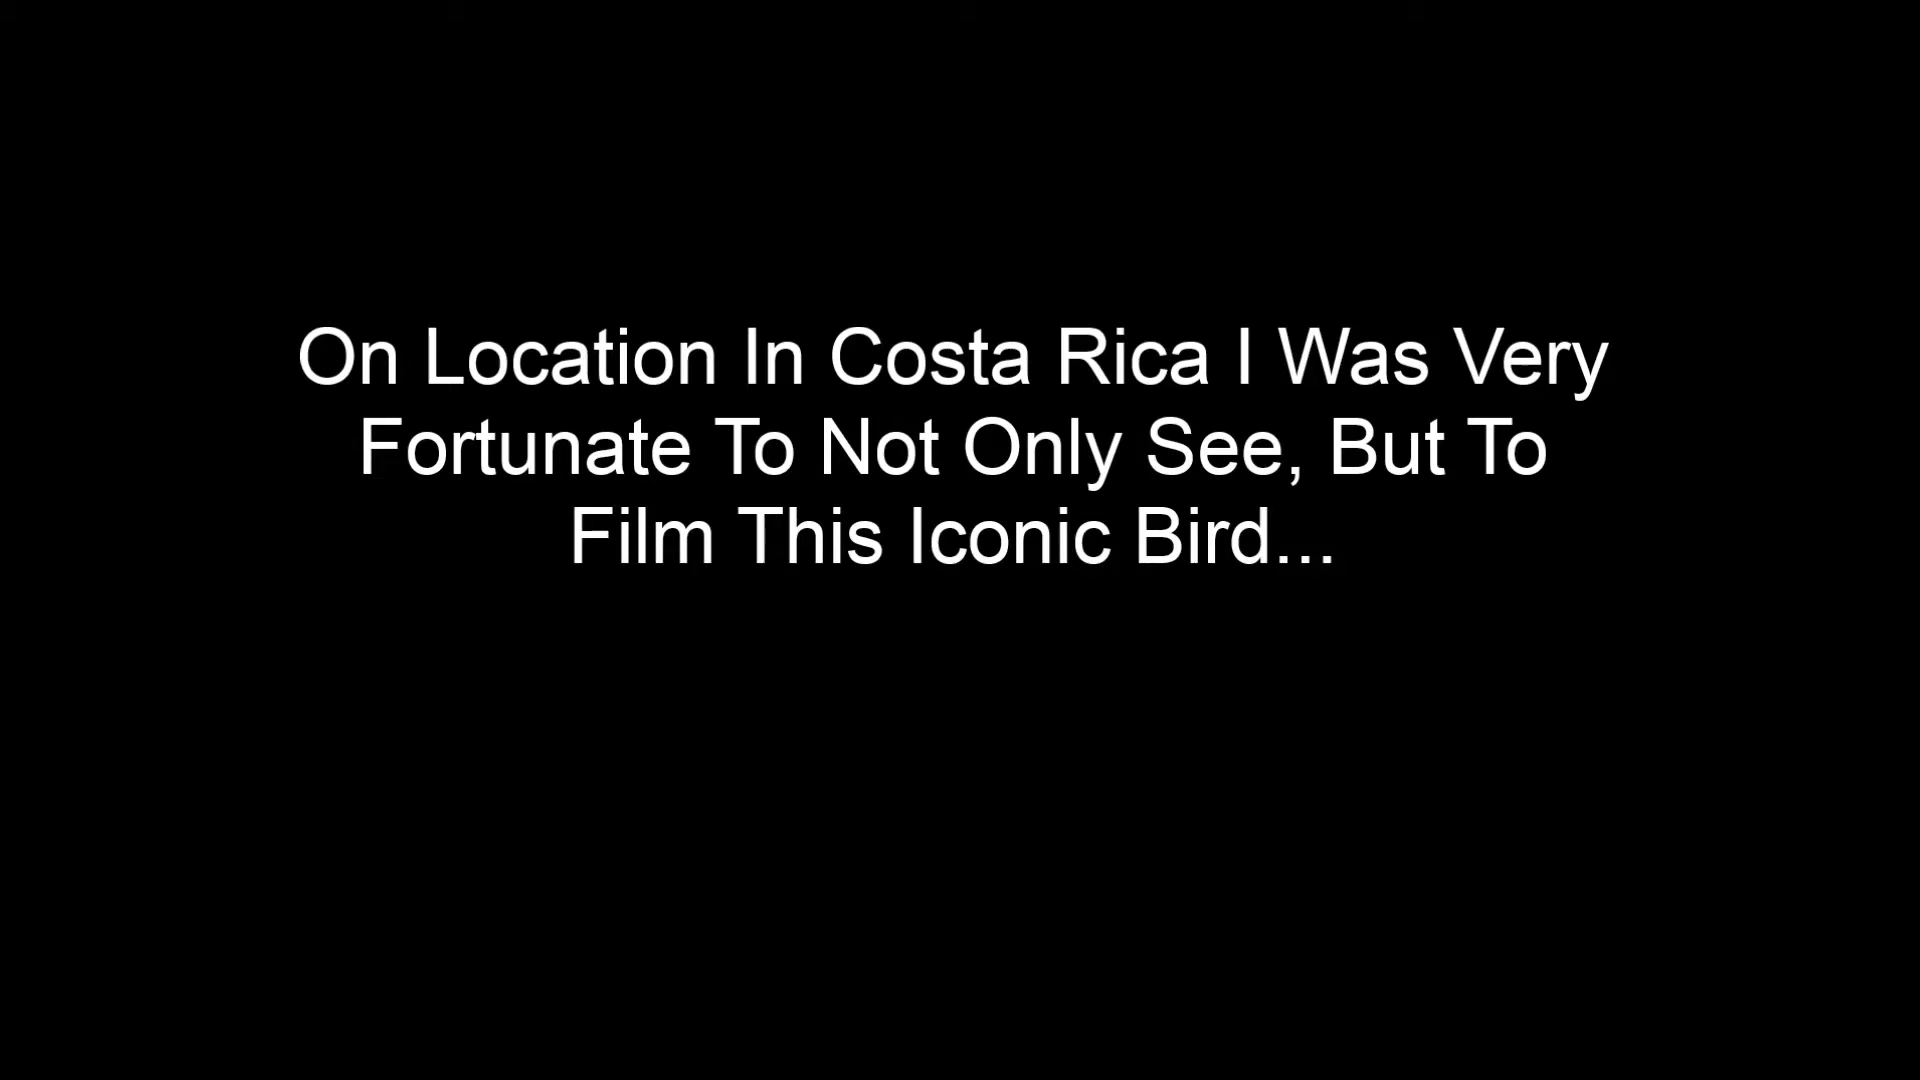 On Location In Costa Rica I Was Very
Fortunate To Not Only See, But To
Film This Iconic Bird...